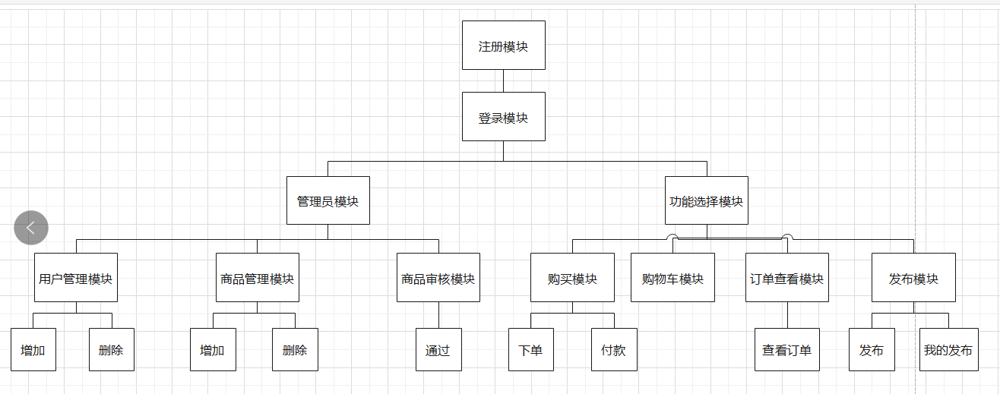 注册模块
登录模块
管理员模块
功能选择模块
用户管理模块
商品管理模块
商品审核模块
购买模块
购物车模块
订单查看模块
发布模块
增加
删除
增加
删除
通过
下单
付款
查看订单
发布
我的发布